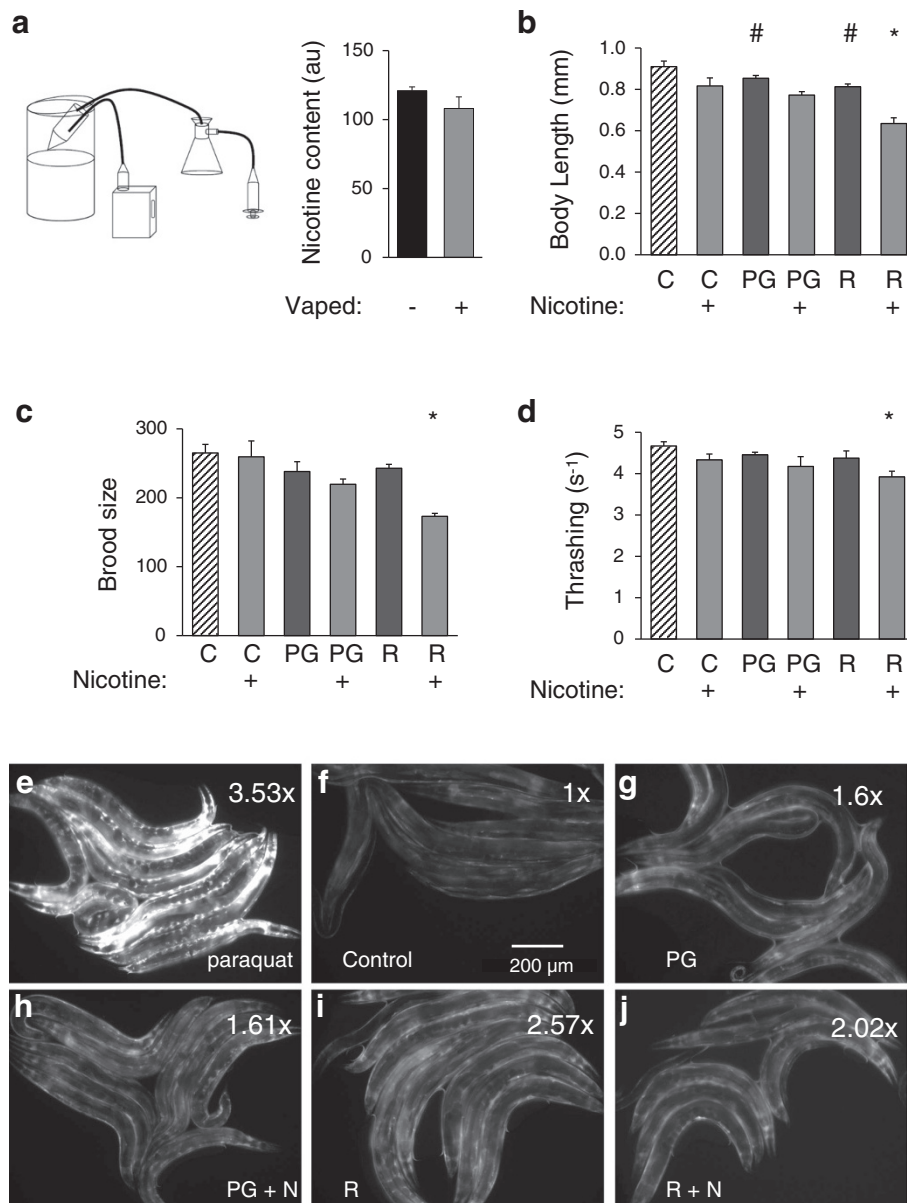 a
Nicotine content (au)
150
100
50
0
Vaped: - +
b
# # *
Body Length (mm)
1.0
0.8
0.6
0.4
0.2
0.0
C C PG PG R R
Nicotine: + + +
c
*
Brood size
300
200
100
0
C C PG PG R R
Nicotine: + + +
d
*
Thrashing (s⁻¹)
5
4
3
2
1
0
C C PG PG R R
Nicotine: + + +
e
3.53x
paraquat
f
1x
Control
200 µm
g
1.6x
PG
h
1.61x
PG + N
i
2.57x
R
j
2.02x
R + N